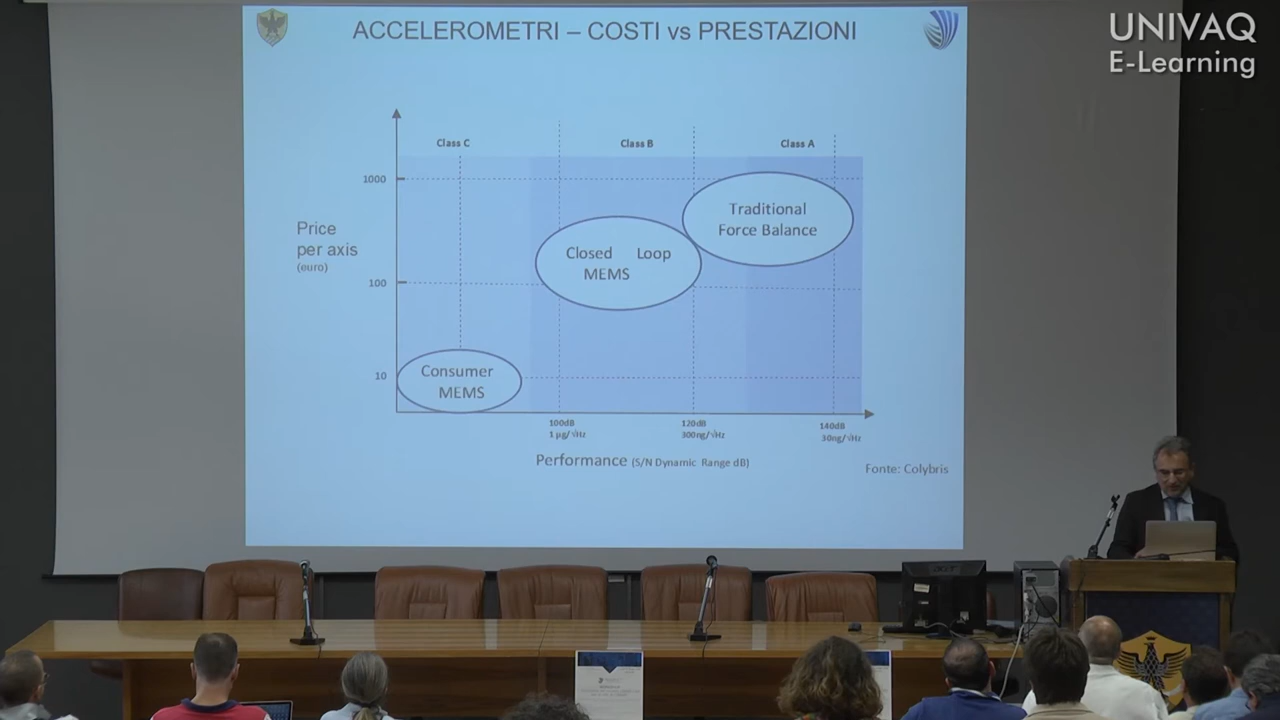 UNIVAQ
E-Learning
ACCELEROMETRI – COSTI vs PRESTAZIONI
Class C
Class B
Class A
1000
Traditional
Force Balance
Price
per axis
(euro)
Closed Loop
MEMS
100
Consumer
MEMS
10
100dB
1 µg/√Hz
120dB
300ng/√Hz
140dB
30ng/√Hz
Performance (S/N Dynamic Range dB)
Fonte: Colybris